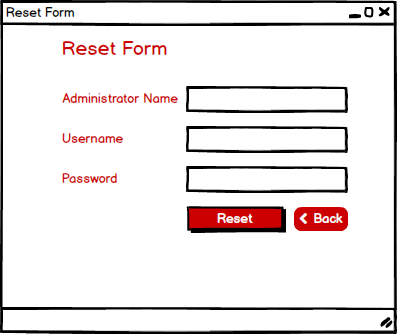 Reset Form
Reset Form
Administrator Name
Username
Password
Reset
Back